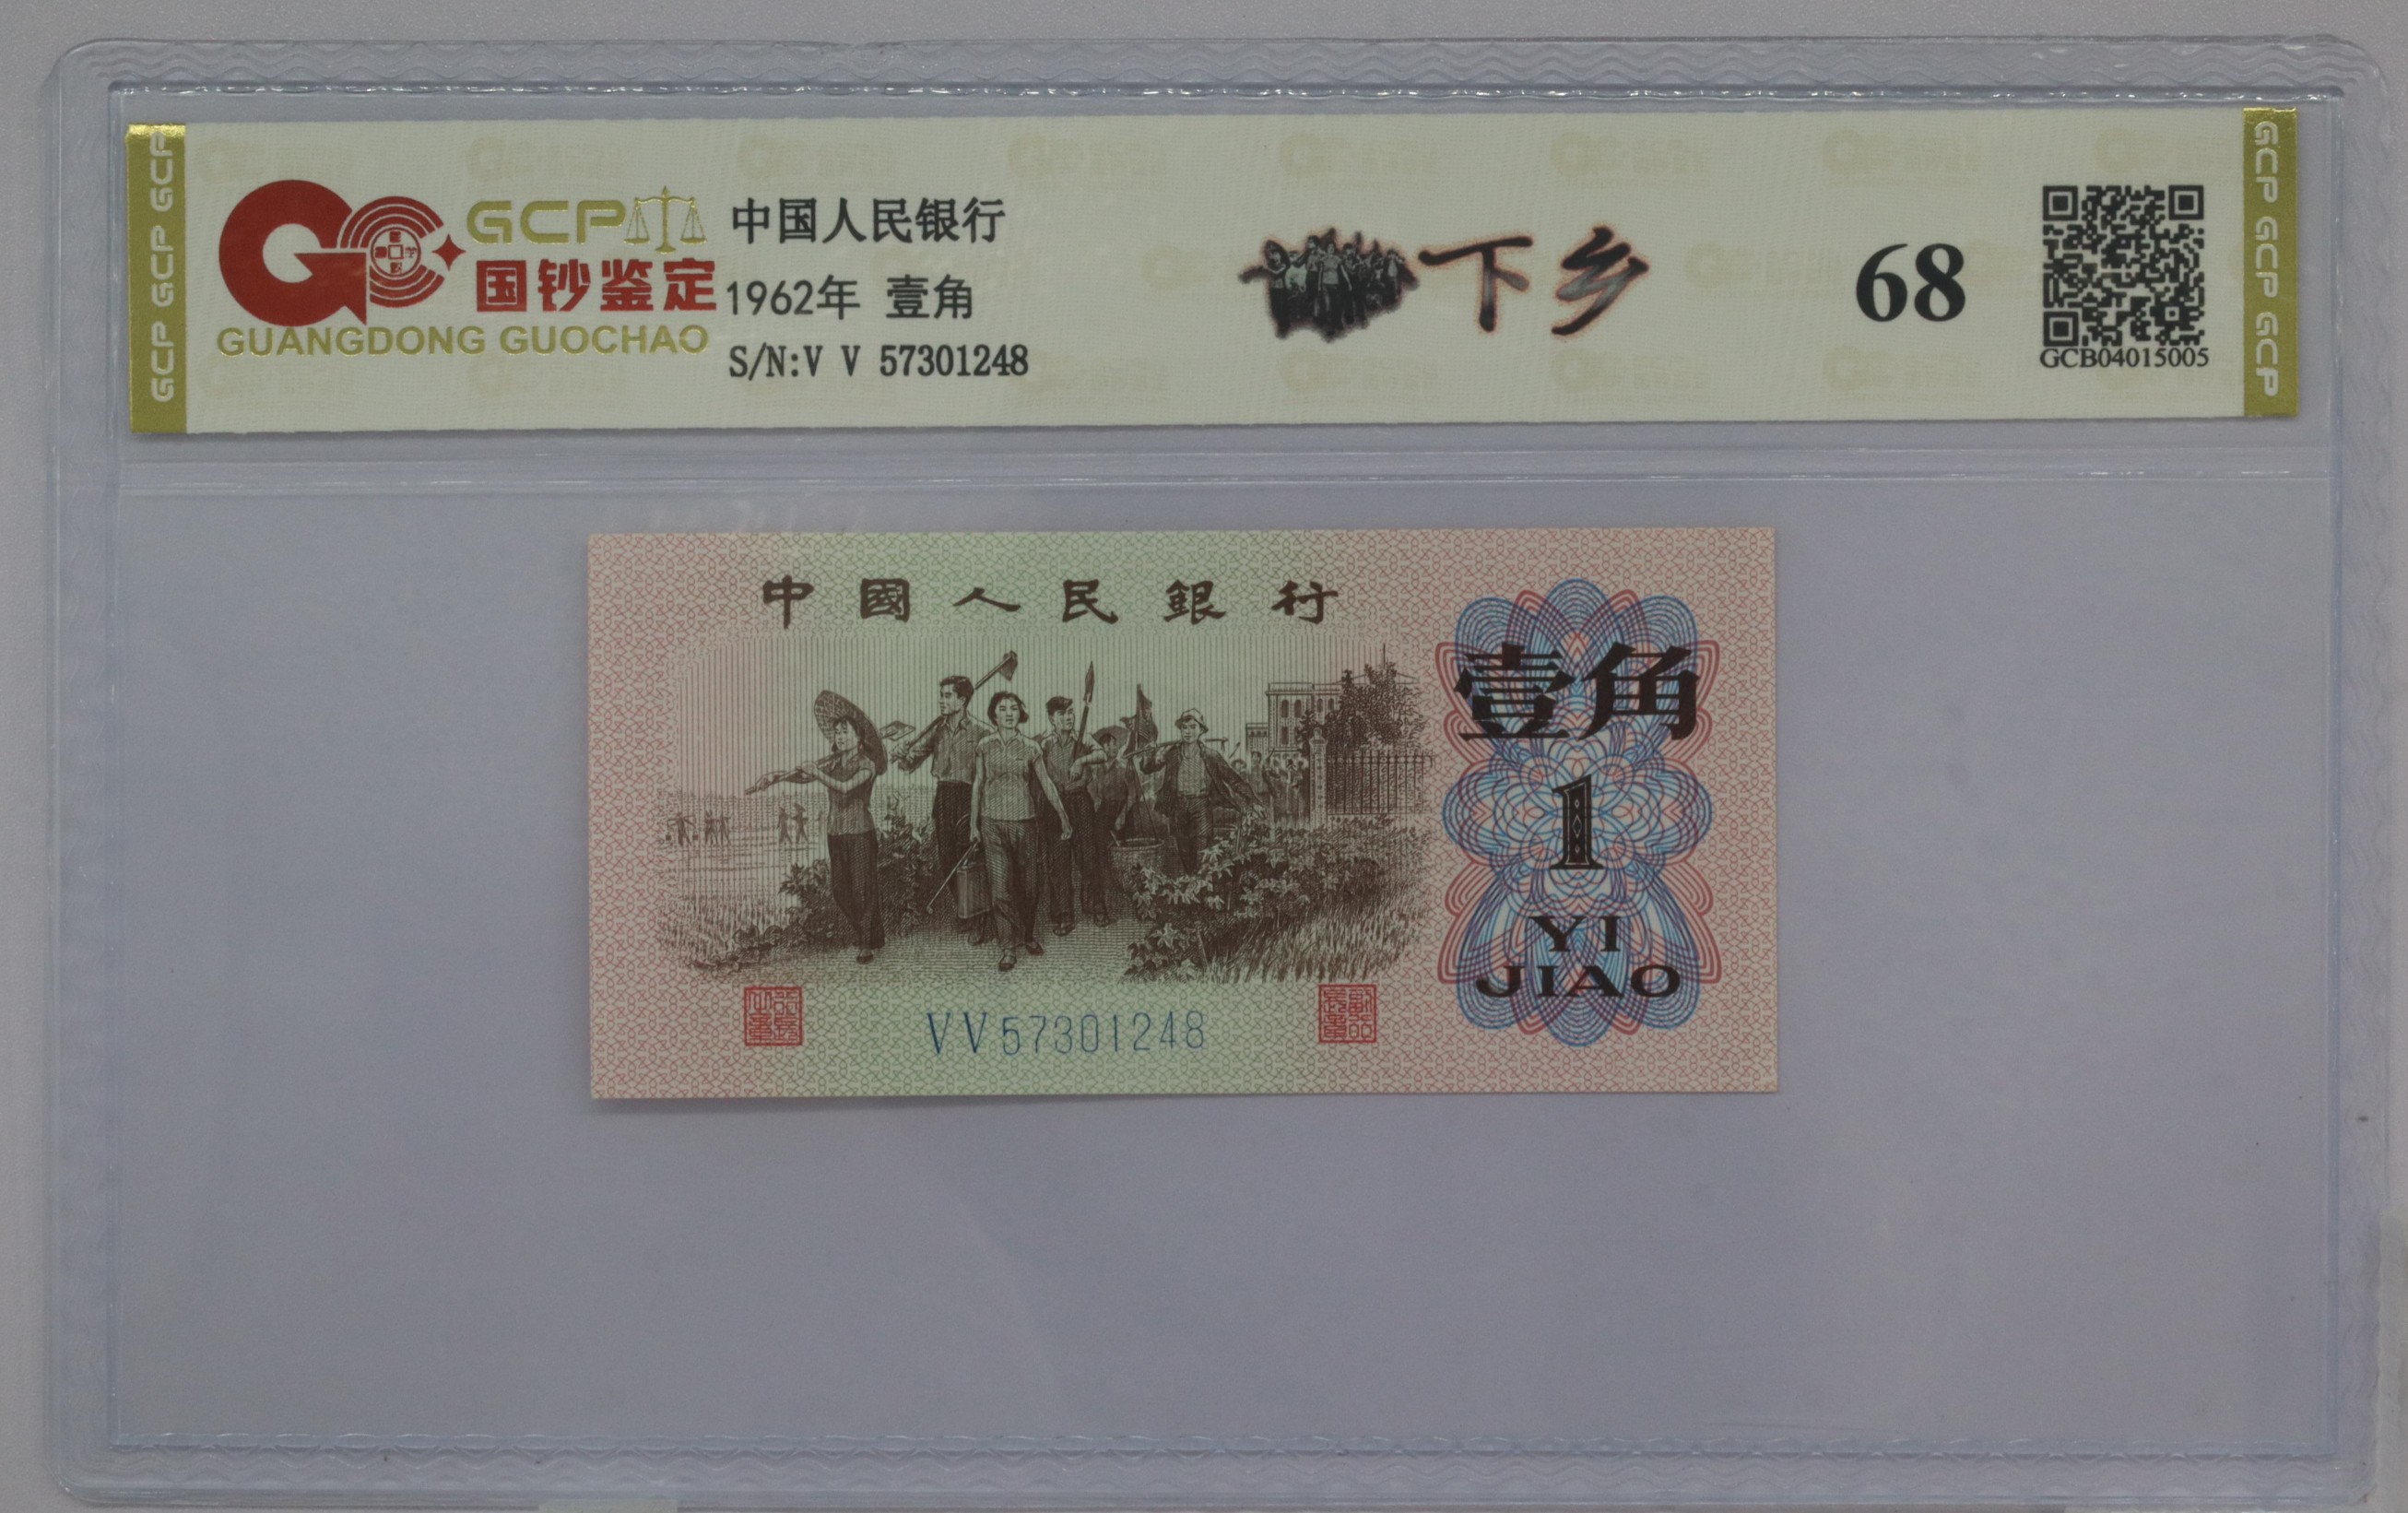 GCP GCP GCP
GCP
国钞鉴定
GUANGDONG GUOCHAO
中国人民银行
1962年 壹角
S/N:V V 57301248
下乡
68
GCB04015005
GCP GCP GCP
中國人民銀行
壹角
1
YI
JIAO
VV57301248